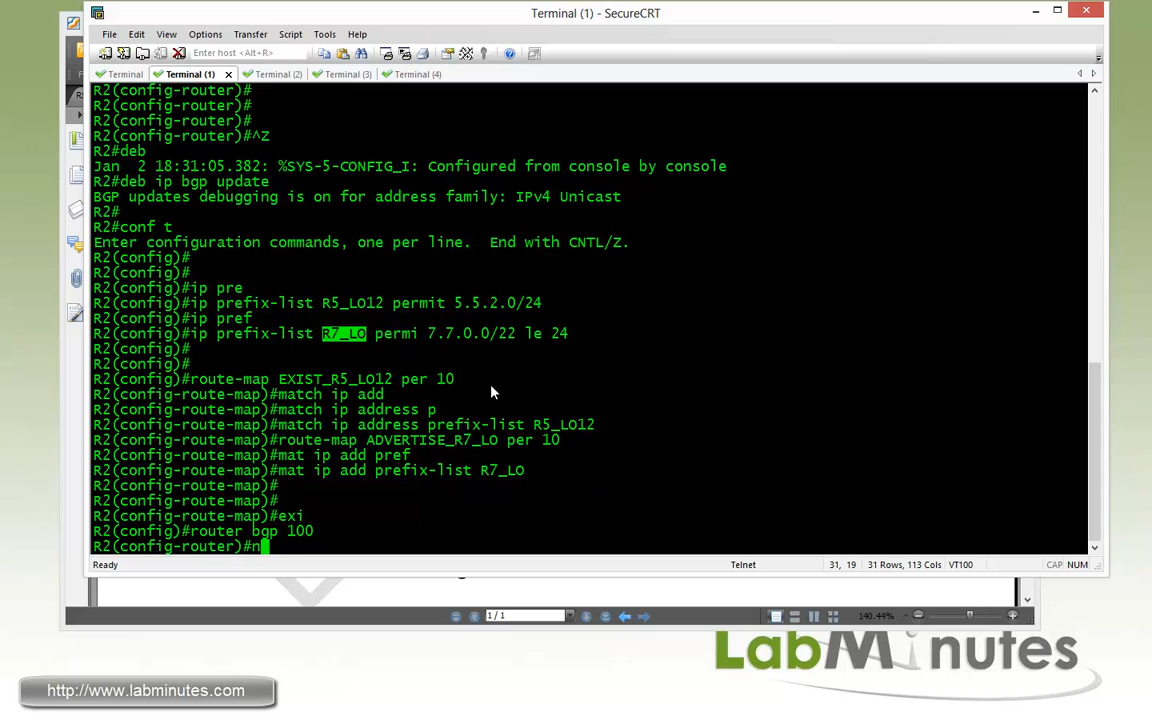 Terminal (1) - SecureCRT
File Edit View Options Transfer Script Tools Help
Enter host <Alt+R>
Terminal Terminal (1) Terminal (2) Terminal (3) Terminal (4)
R2(config-router)#
R2(config-router)#
R2(config-router)#
R2(config-router)#^Z
R2#deb
Jan  2 18:31:05.382: %SYS-5-CONFIG_I: Configured from console by console
R2#deb ip bgp update
BGP updates debugging is on for address family: IPv4 Unicast
R2#
R2#conf t
Enter configuration commands, one per line.  End with CNTL/Z.
R2(config)#
R2(config)#
R2(config)#ip pre
R2(config)#ip prefix-list R5_LO12 permit 5.5.2.0/24
R2(config)#ip pref
R2(config)#ip prefix-list R7_LO permi 7.7.0.0/22 le 24
R2(config)#
R2(config)#
R2(config)#route-map EXIST_R5_LO12 per 10
R2(config-route-map)#match ip add
R2(config-route-map)#match ip address p
R2(config-route-map)#match ip address prefix-list R5_LO12
R2(config-route-map)#route-map ADVERTISE_R7_LO per 10
R2(config-route-map)#mat ip add pref
R2(config-route-map)#mat ip add prefix-list R7_LO
R2(config-route-map)#
R2(config-route-map)#
R2(config-route-map)#exi
R2(config)#router bgp 100
R2(config-router)#n
Ready Telnet 31, 19 31 Rows, 113 Cols VT100 CAP NUM
1 / 1 140.44%
LabMinutes
http://www.labminutes.com